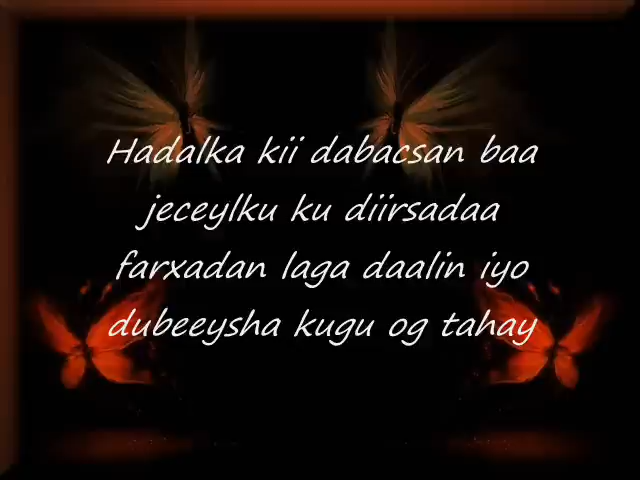 Hadalka kii dabacsan baa
jeceylku ku diirsadaa
farxadan laga daalin iyo
dubeeysha kugu og tahay